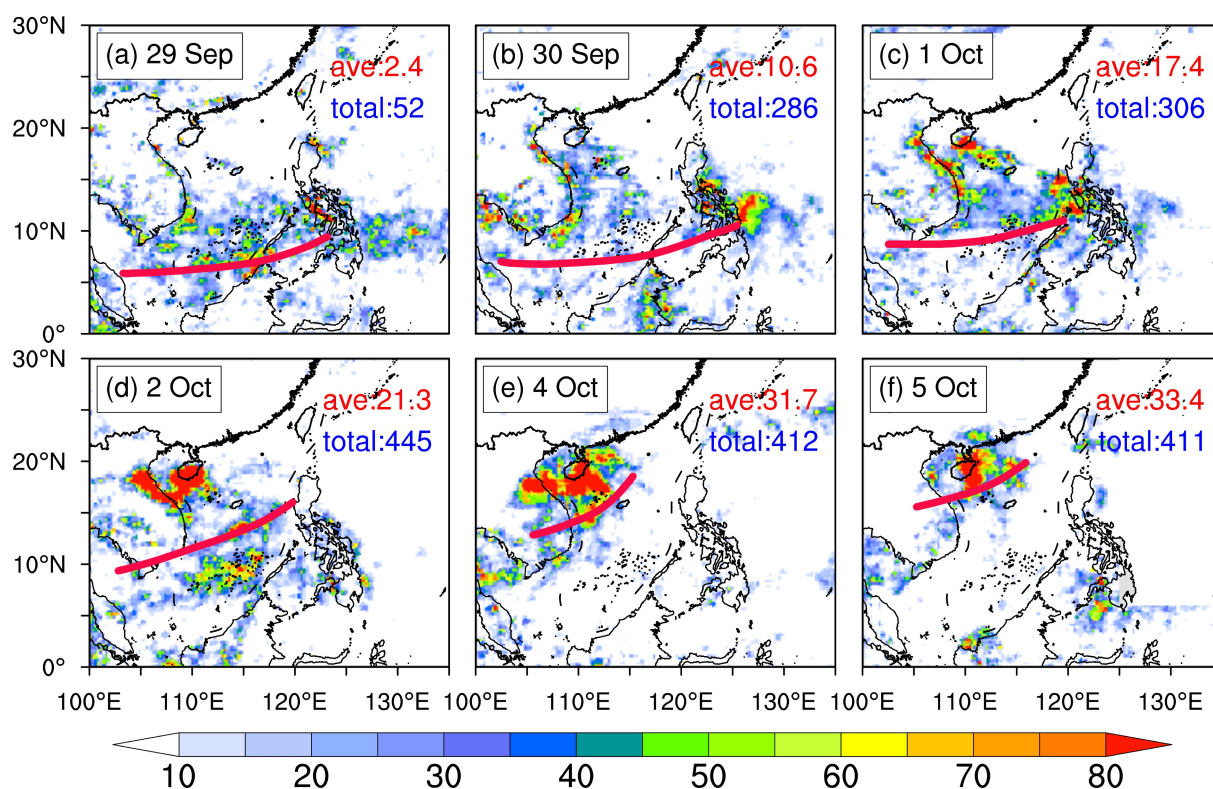 30°N
20°N
10°N
0°
(a) 29 Sep
ave:2.4
total:52
(b) 30 Sep
ave:10.6
total:286
(c) 1 Oct
ave:17.4
total:306
30°N
20°N
10°N
0°
(d) 2 Oct
ave:21.3
total:445
(e) 4 Oct
ave:31.7
total:412
(f) 5 Oct
ave:33.4
total:411
100°E 110°E 120°E 130°E 100°E 110°E 120°E 130°E 100°E 110°E 120°E 130°E
10 20 30 40 50 60 70 80